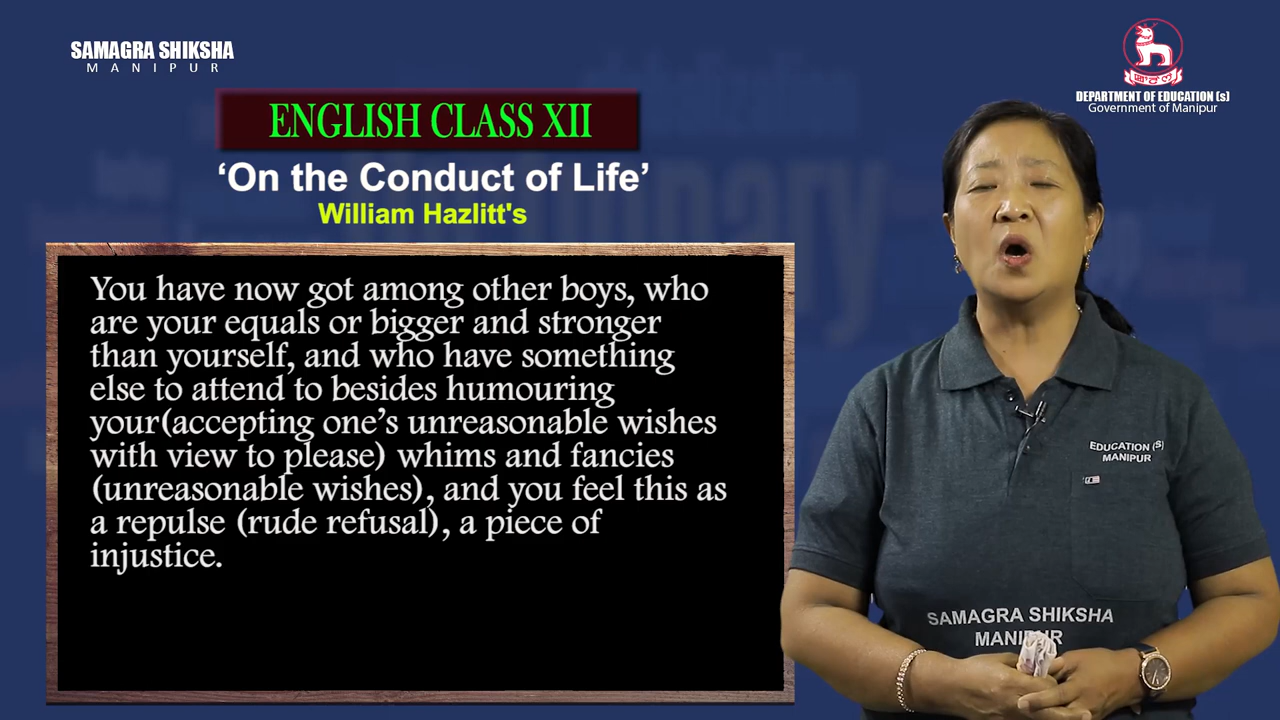 SAMAGRA SHIKSHA
MANIPUR
DEPARTMENT OF EDUCATION (S)
Government of Manipur
ENGLISH CLASS XII
‘On the Conduct of Life’
William Hazlitt's
You have now got among other boys, who
are your equals or bigger and stronger
than yourself, and who have something
else to attend to besides humouring
your(accepting one’s unreasonable wishes
with view to please) whims and fancies
(unreasonable wishes), and you feel this as
a repulse (rude refusal), a piece of
injustice.
EDUCATION (S)
MANIPUR
SAMAGRA SHIKSHA
MANIPUR